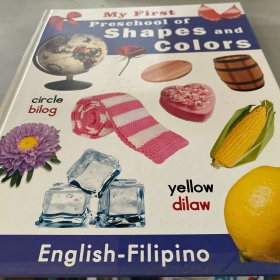 My First
Preschool of
Shapes and
Colors
circle
bilog
yellow
dilaw
English-Filipino